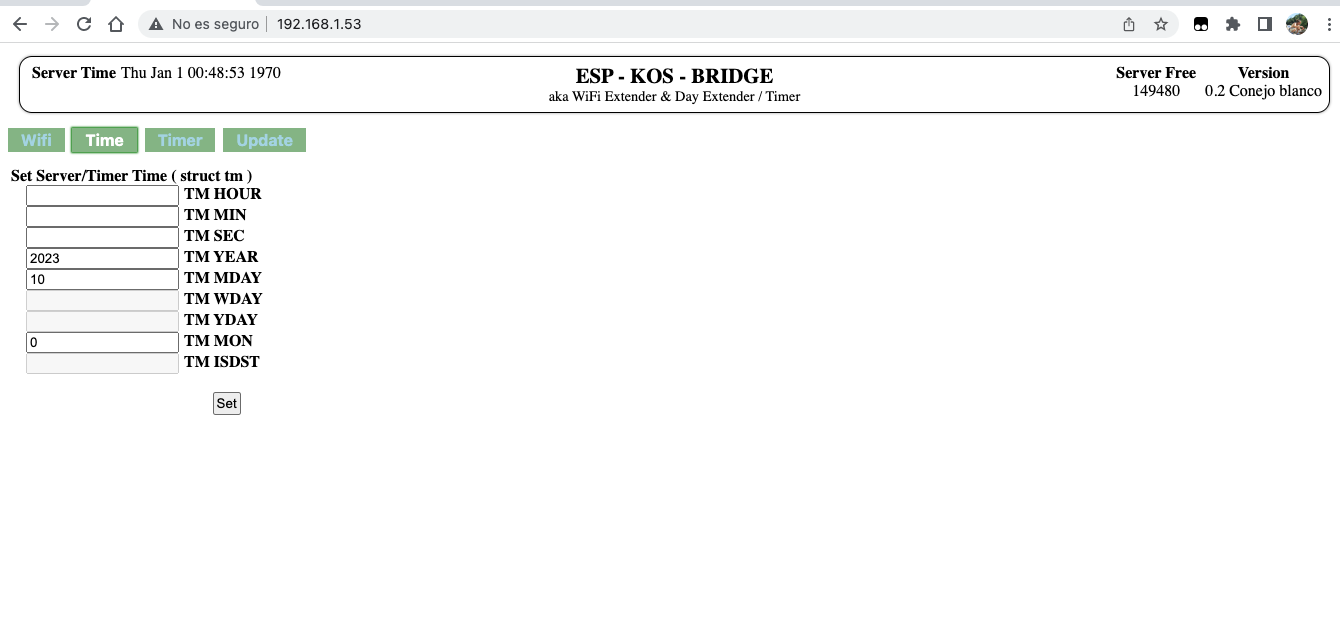 No es seguro 192.168.1.53
Server Time Thu Jan 1 00:48:53 1970
ESP - KOS - BRIDGE
aka WiFi Extender & Day Extender / Timer
Server Free
149480
Version
0.2 Conejo blanco
Wifi Time Timer Update
Set Server/Timer Time ( struct tm )
TM HOUR
TM MIN
TM SEC
2023 TM YEAR
10 TM MDAY
TM WDAY
TM YDAY
0 TM MON
TM ISDST
Set